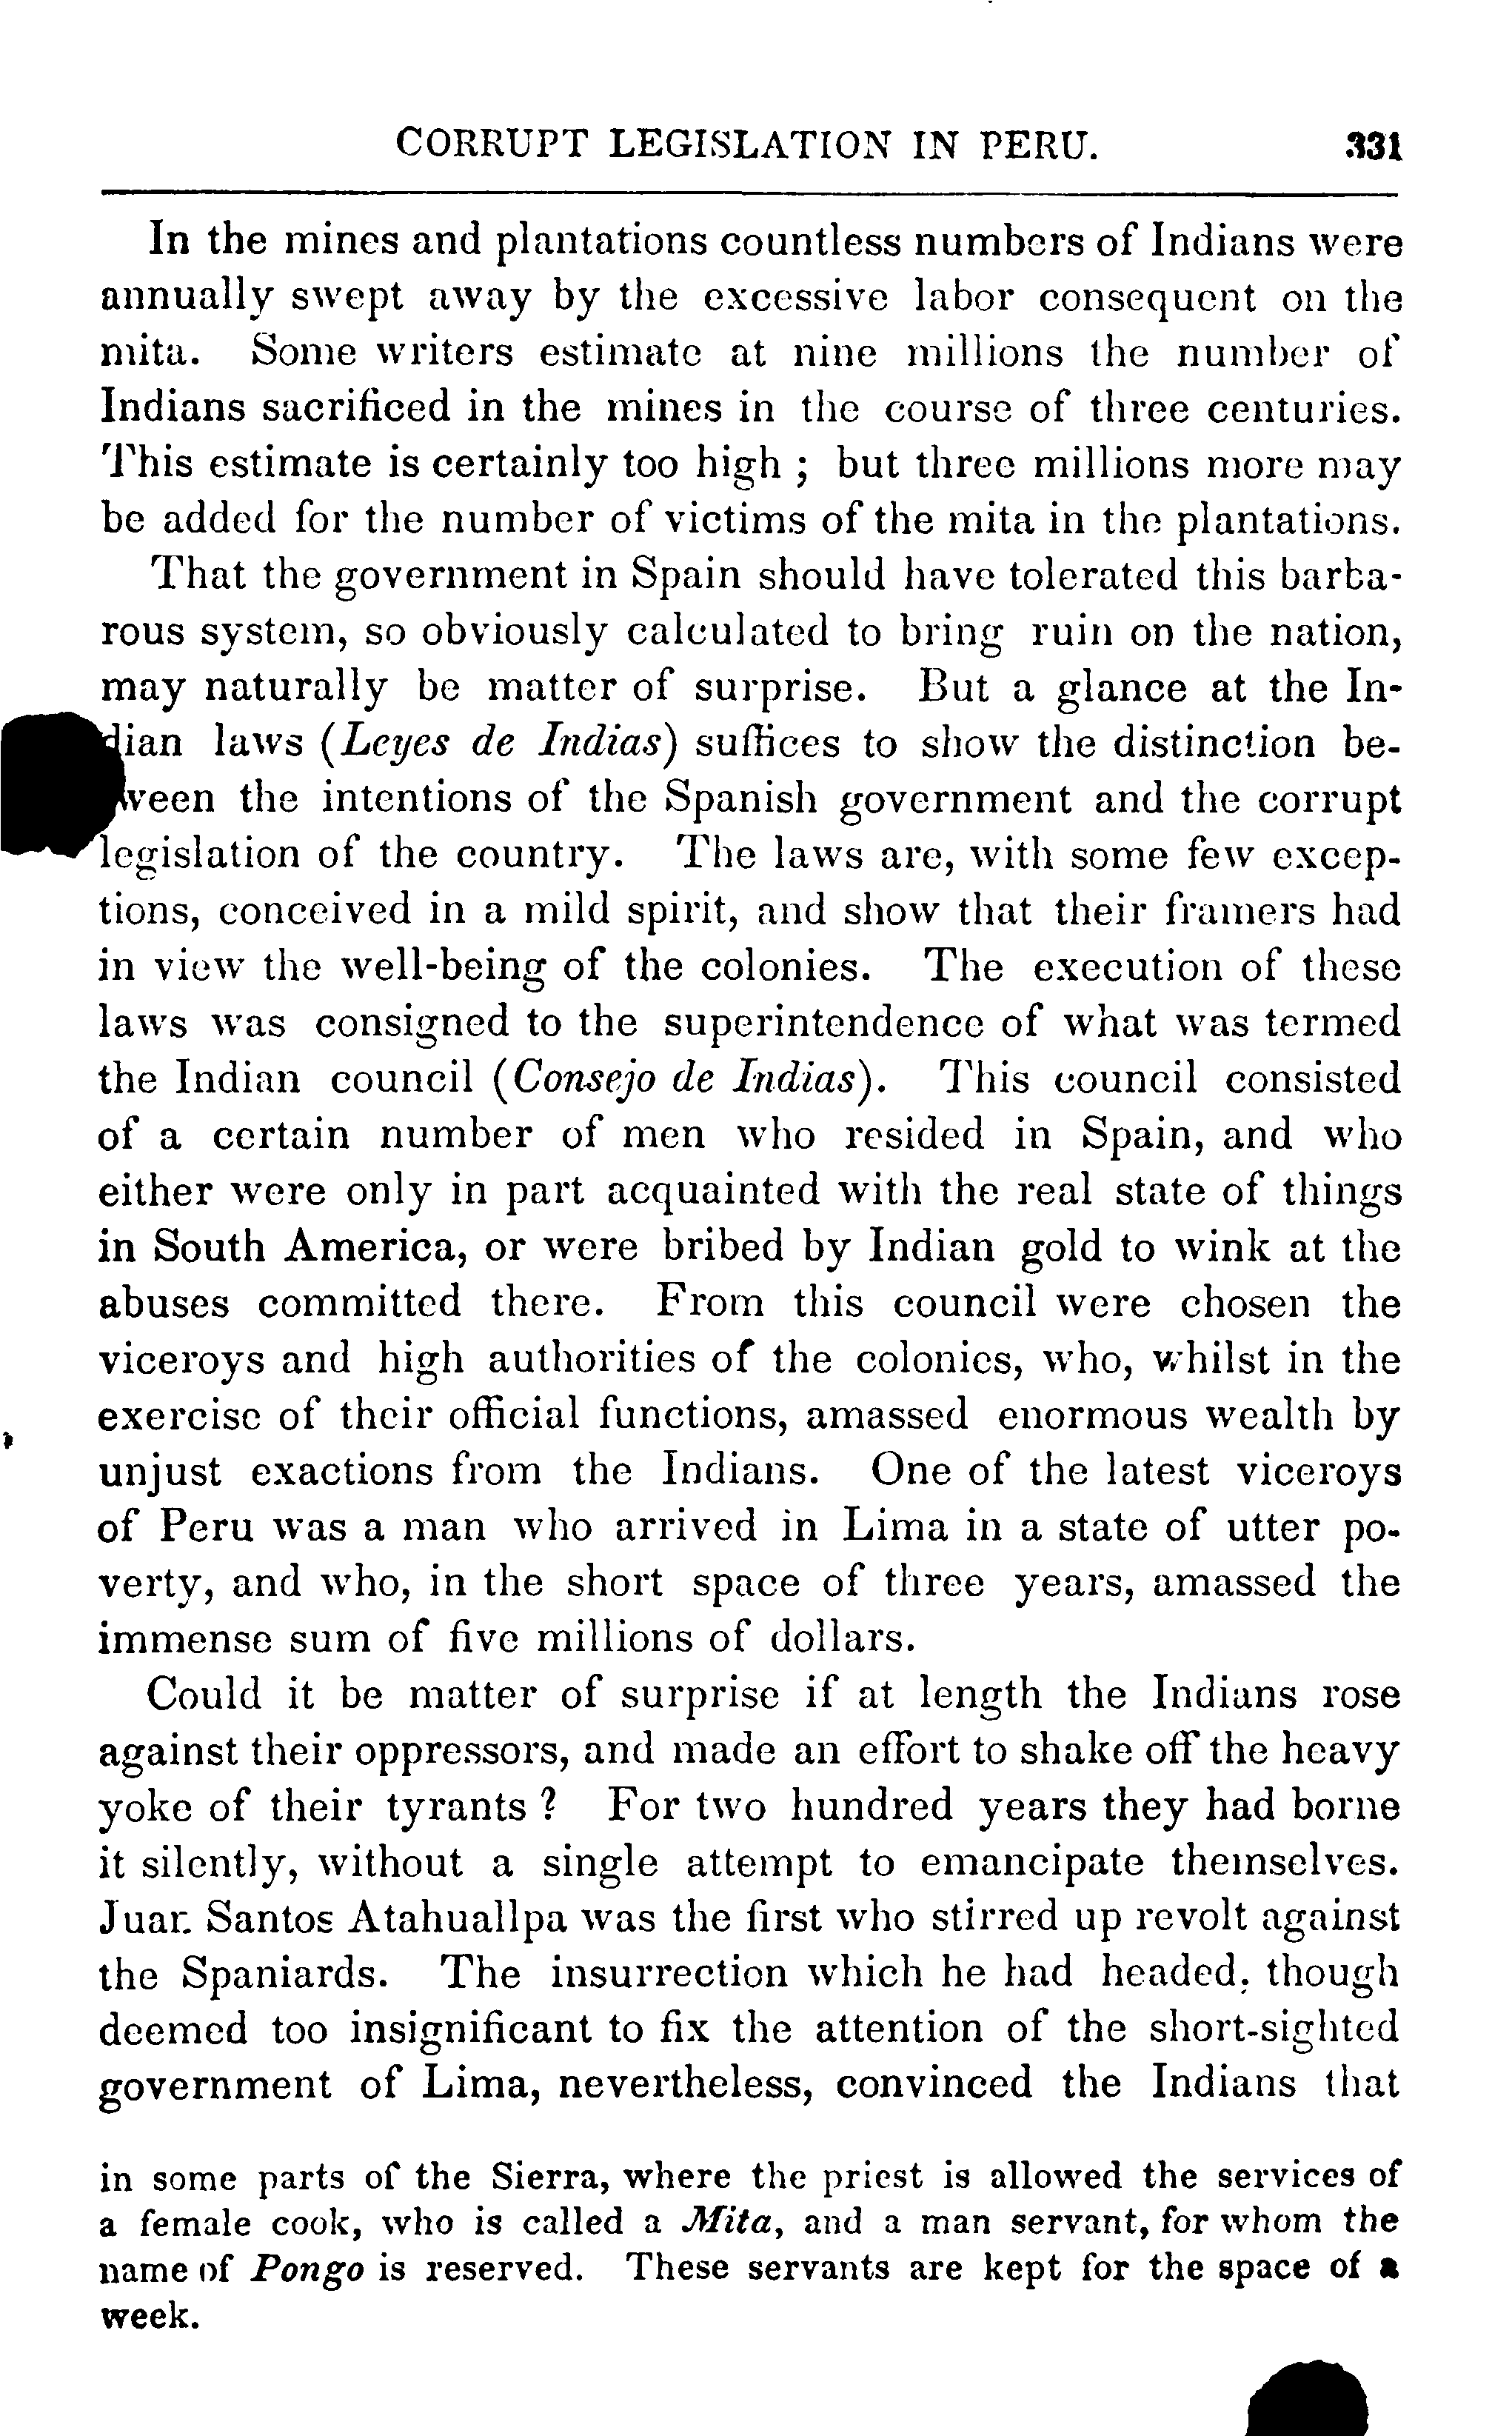 CORRUPT LEGISLATION IN PERU. 331
In the mines and plantations countless numbers of Indians were
annually swept away by the excessive labor consequent on the
mita. Some writers estimate at nine millions the number of
Indians sacrificed in the mines in the course of three centuries.
This estimate is certainly too high ; but three millions more may
be added for the number of victims of the mita in the plantations.
That the government in Spain should have tolerated this barba-
rous system, so obviously calculated to bring ruin on the nation,
may naturally be matter of surprise. But a glance at the In-
dian laws (Leyes de Indias) suffices to show the distinction be-
ween the intentions of the Spanish government and the corrupt
legislation of the country. The laws are, with some few excep-
tions, conceived in a mild spirit, and show that their framers had
in view the well-being of the colonies. The execution of these
laws was consigned to the superintendence of what was termed
the Indian council (Consejo de Indias). This council consisted
of a certain number of men who resided in Spain, and who
either were only in part acquainted with the real state of things
in South America, or were bribed by Indian gold to wink at the
abuses committed there. From this council were chosen the
viceroys and high authorities of the colonies, who, whilst in the
exercise of their official functions, amassed enormous wealth by
unjust exactions from the Indians. One of the latest viceroys
of Peru was a man who arrived in Lima in a state of utter po-
verty, and who, in the short space of three years, amassed the
immense sum of five millions of dollars.
Could it be matter of surprise if at length the Indians rose
against their oppressors, and made an effort to shake off the heavy
yoke of their tyrants ? For two hundred years they had borne
it silently, without a single attempt to emancipate themselves.
Juan Santos Atahuallpa was the first who stirred up revolt against
the Spaniards. The insurrection which he had headed, though
deemed too insignificant to fix the attention of the short-sighted
government of Lima, nevertheless, convinced the Indians that
in some parts of the Sierra, where the priest is allowed the services of
a female cook, who is called a Mita, and a man servant, for whom the
name of Pongo is reserved. These servants are kept for the space of a
week.